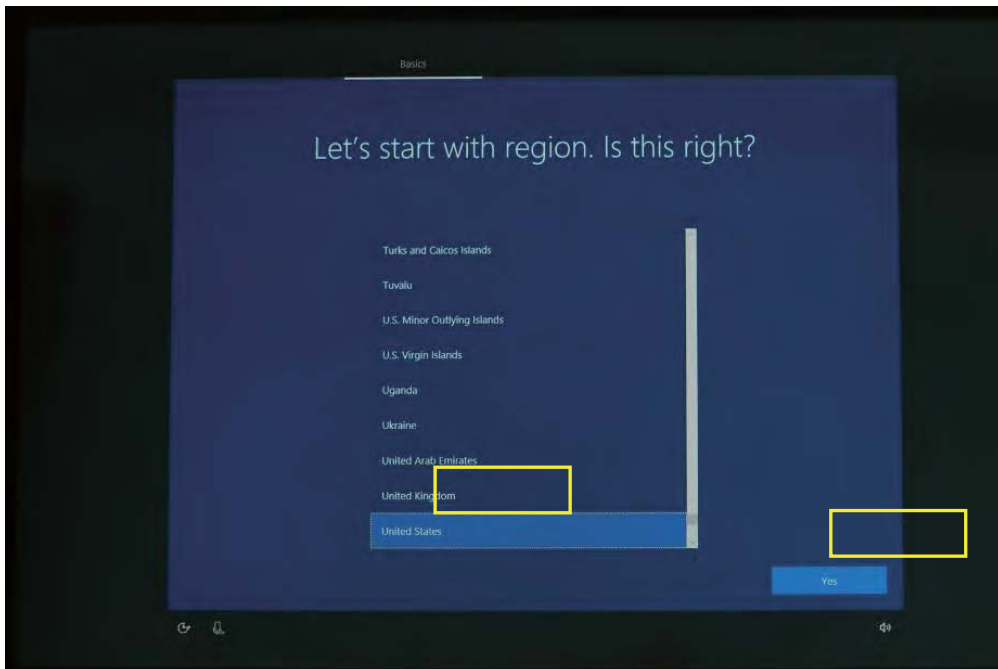 Basics
Let's start with region. Is this right?
Turks and Caicos Islands
Tuvalu
U.S. Minor Outlying Islands
U.S. Virgin Islands
Uganda
Ukraine
United Arab Emirates
United Kingdom
United States
Yes